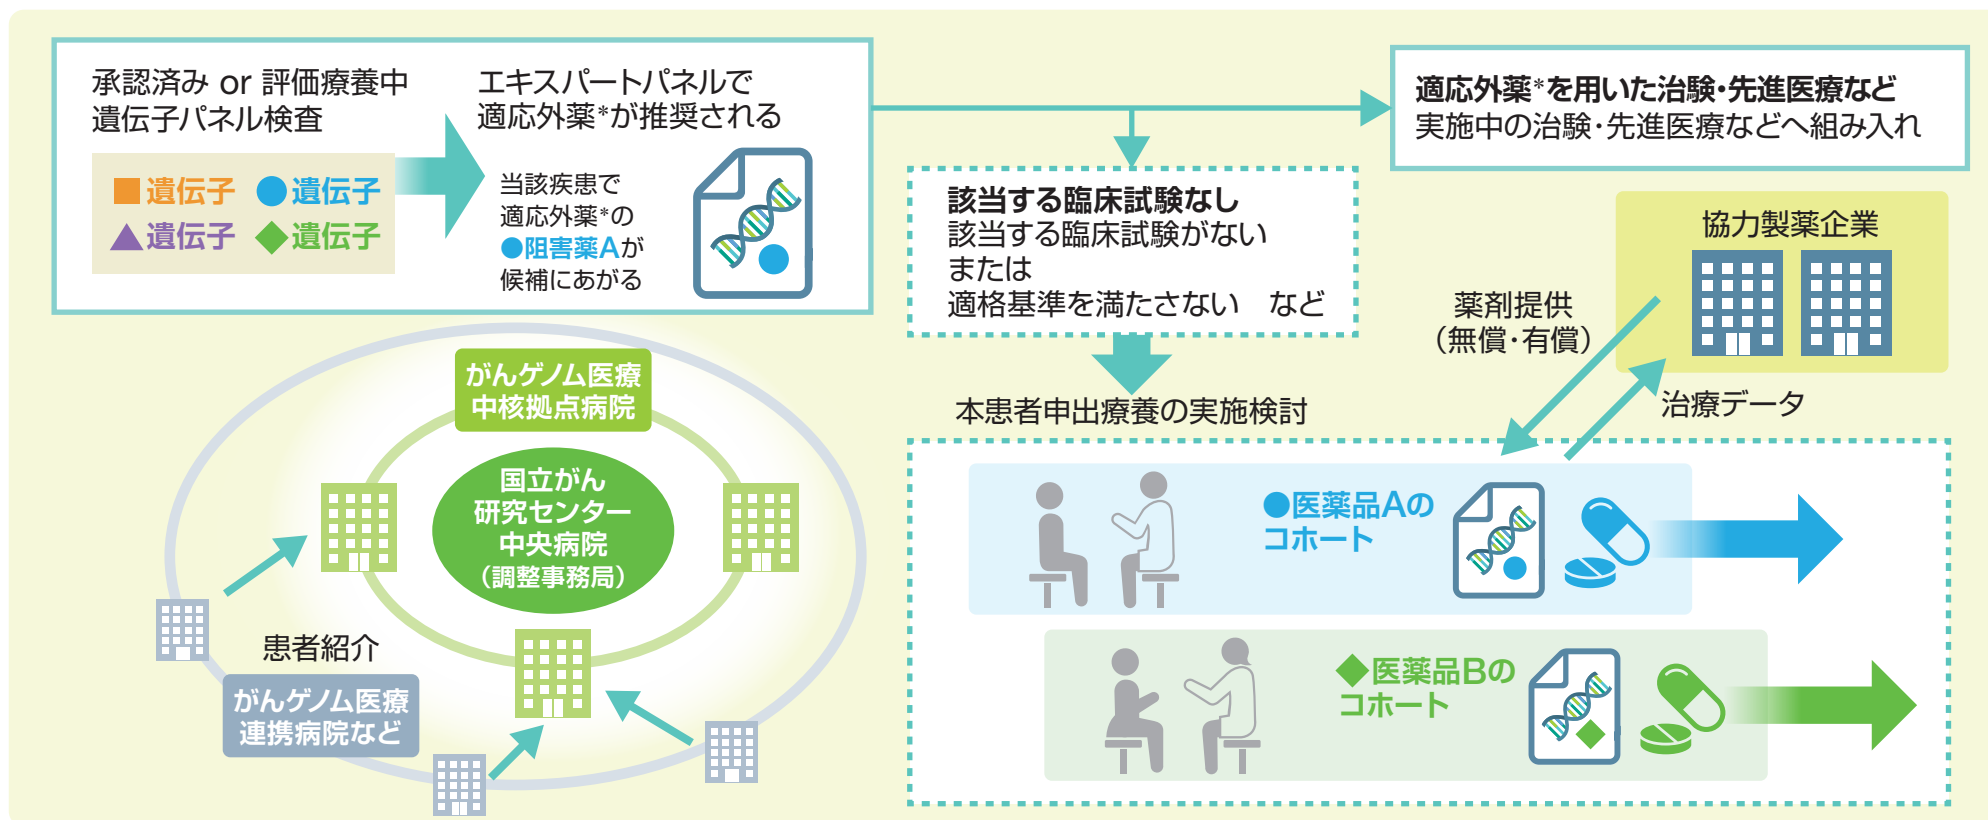 承認済み or 評価療養中
遺伝子パネル検査
■遺伝子 ●遺伝子
▲遺伝子 ◆遺伝子
エキスパートパネルで
適応外薬*が推奨される
当該疾患で
適応外薬*の
●阻害薬Aが
候補にあがる
適応外薬*を用いた治験・先進医療など
実施中の治験・先進医療などへ組み入れ
該当する臨床試験なし
該当する臨床試験がない
または
適格基準を満たさない　など
協力製薬企業
薬剤提供
（無償・有償）
治療データ
本患者申出療養の実施検討
●医薬品Aの
コホート
◆医薬品Bの
コホート
がんゲノム医療
中核拠点病院
国立がん
研究センター
中央病院
（調整事務局）
患者紹介
がんゲノム医療
連携病院など